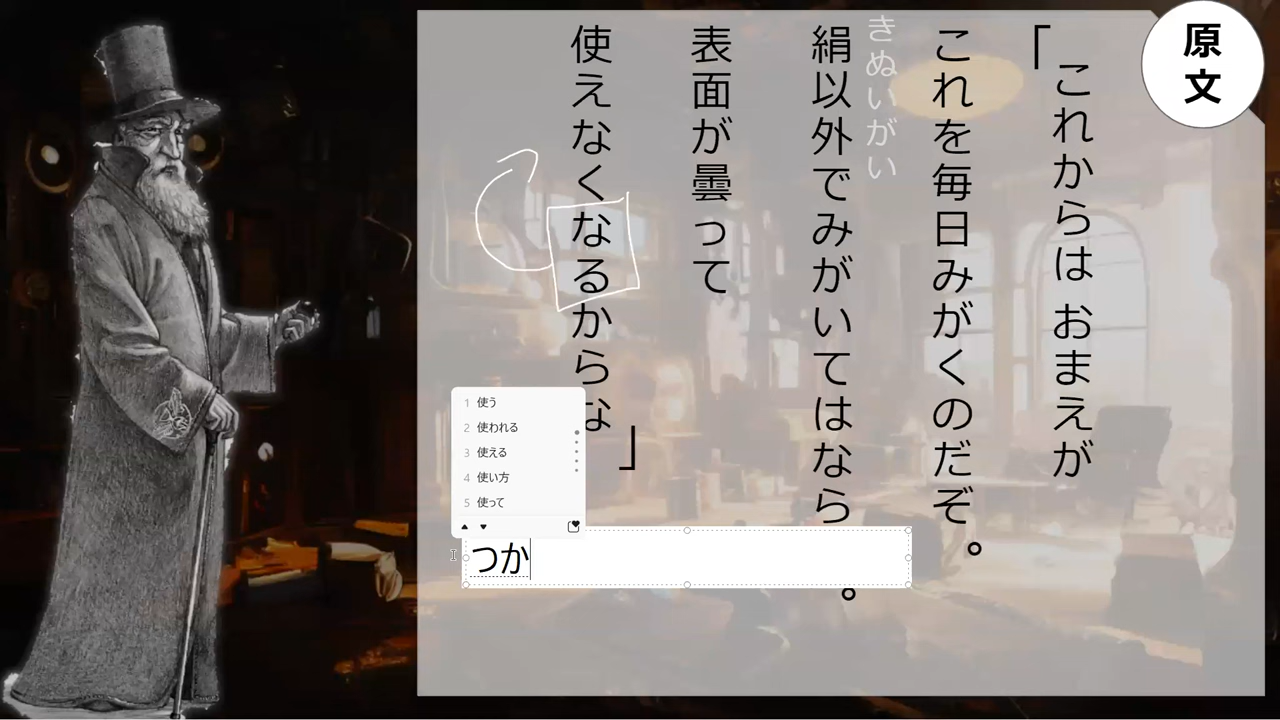 原文
「これからは おまえが
これを毎日みがくのだぞ。
きぬいがい
絹以外でみがいてはなら。
表面が曇って
使えなくなるからな」
1 使う
2 使われる
3 使える
4 使い方
5 使って
つか